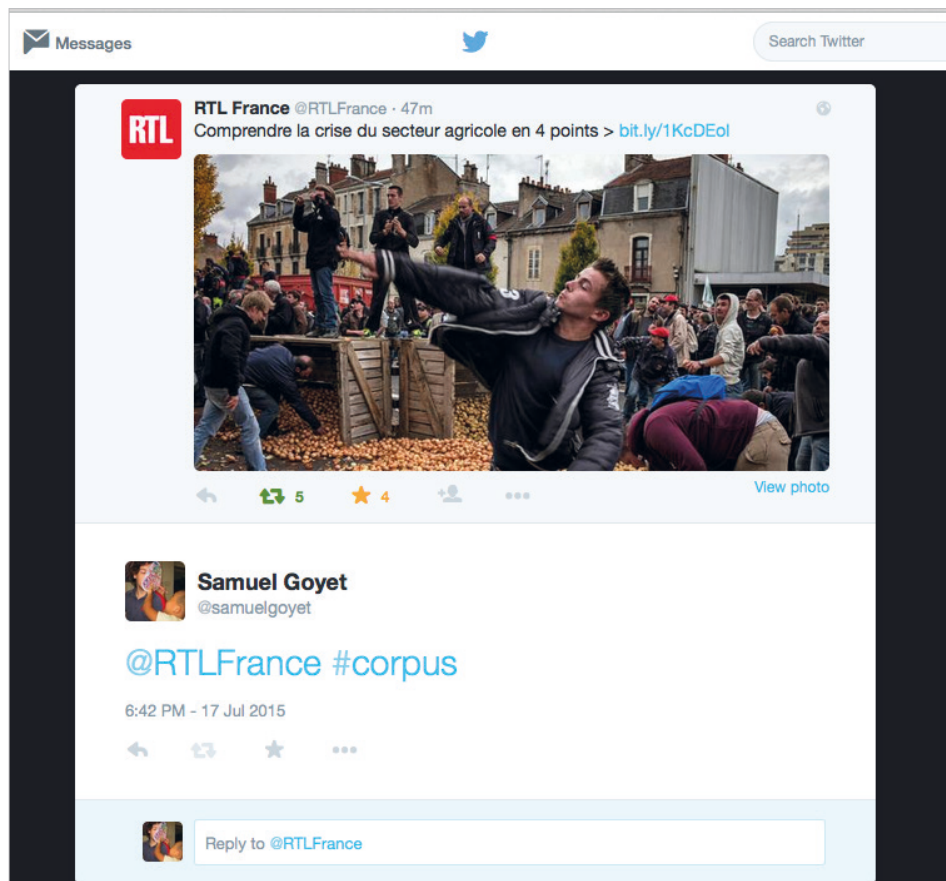 Messages
Search Twitter
RTL
RTL France @RTLFrance · 47m
Comprendre la crise du secteur agricole en 4 points > bit.ly/1KcDEol
5
4
View photo
Samuel Goyet
@samuelgoyet
@RTLFrance #corpus
6:42 PM - 17 Jul 2015
Reply to @RTLFrance